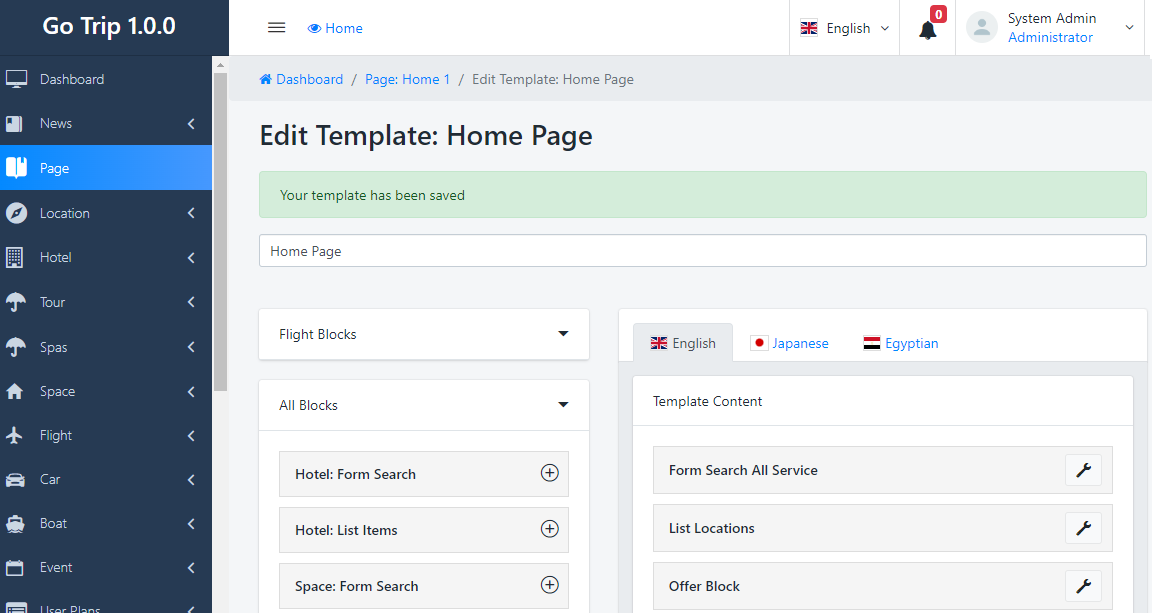 Go Trip 1.0.0
Home
English
0
System Admin
Administrator
Dashboard
News
Page
Location
Hotel
Tour
Spas
Space
Flight
Car
Boat
Event
User Plans
Dashboard / Page: Home 1 / Edit Template: Home Page
Edit Template: Home Page
Your template has been saved
Home Page
Flight Blocks
All Blocks
Hotel: Form Search
Hotel: List Items
Space: Form Search
English
Japanese
Egyptian
Template Content
Form Search All Service
List Locations
Offer Block